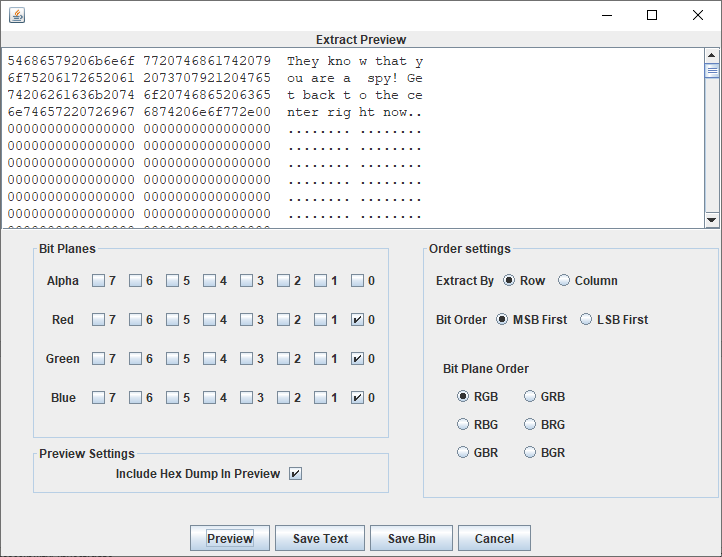 Extract Preview
54686579206b6e6f 7720746861742079 They kno w that y
6f75206172652061 2073707921204765 ou are a  spy! Ge
74206261636b2074 6f20746865206365 t back t o the ce
6e74657220726967 6874206e6f772e00 nter rig ht now..
0000000000000000 0000000000000000 ........ ........
0000000000000000 0000000000000000 ........ ........
0000000000000000 0000000000000000 ........ ........
0000000000000000 0000000000000000 ........ ........
0000000000000000 0000000000000000 ........ ........
0000000000000000 0000000000000000 ........ ........
Bit Planes
Alpha 7 6 5 4 3 2 1 0
Red 7 6 5 4 3 2 1 0
Green 7 6 5 4 3 2 1 0
Blue 7 6 5 4 3 2 1 0
Preview Settings
Include Hex Dump In Preview
Order settings
Extract By Row Column
Bit Order MSB First LSB First
Bit Plane Order
RGB GRB
RBG BRG
GBR BGR
Preview Save Text Save Bin Cancel